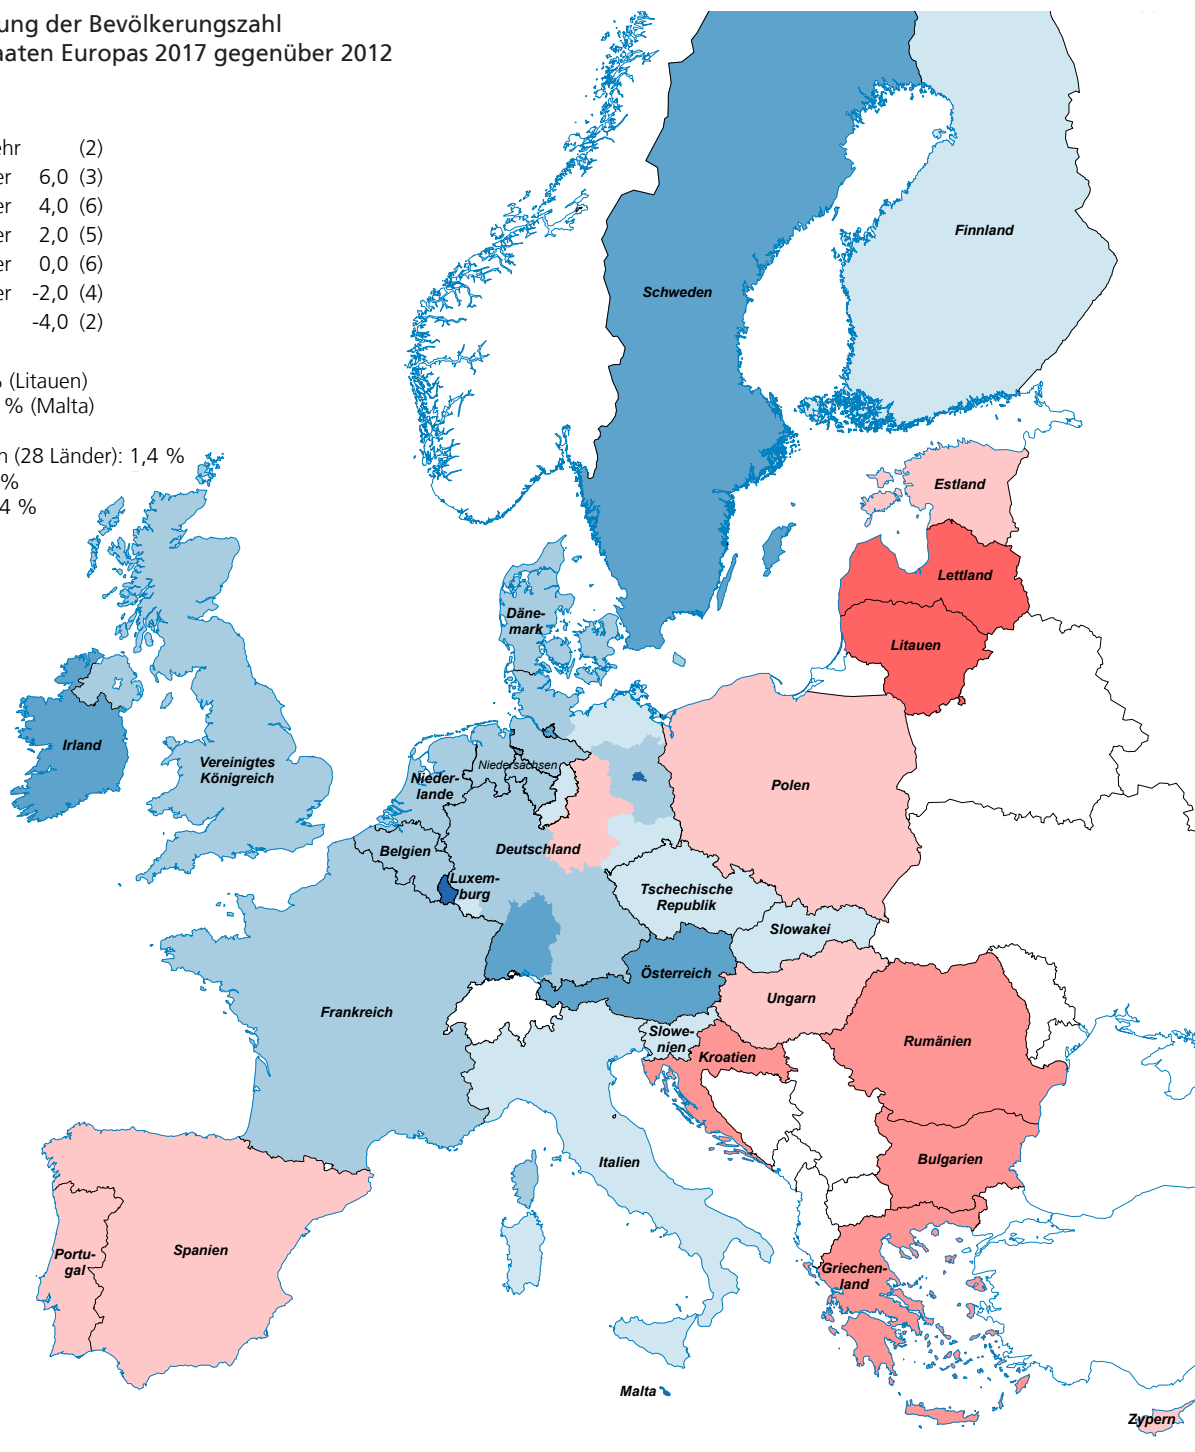 ung der Bevölkerungszahl
aaten Europas 2017 gegenüber 2012
ehr (2)
er 6,0 (3)
er 4,0 (6)
er 2,0 (5)
er 0,0 (6)
er -2,0 (4)
-4,0 (2)
% (Litauen)
% (Malta)
n (28 Länder): 1,4 %
%
4 %
Finnland
Schweden
Estland
Lettland
Däne-
mark
Litauen
Irland
Vereinigtes
Königreich
Niedersachsen
Nieder-
lande
Polen
Belgien
Deutschland
Luxem-
burg
Tschechische
Republik
Slowakei
Österreich
Ungarn
Frankreich
Slowe-
nien
Kroatien
Rumänien
Bulgarien
Italien
Portu-
gal
Spanien
Griechen-
land
Malta
Zypern